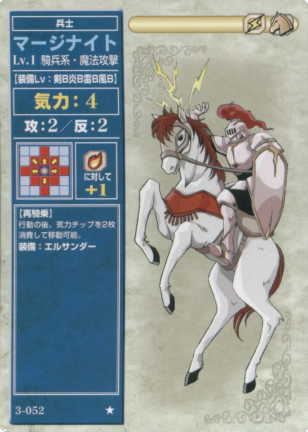 兵士
マージナイト
Lv.1 騎兵系・魔法攻撃
【装備Lv：剣B炎B雷B風B】
気力：4
攻：2／反：2
に対して
+1
【再騎乗】
行動の後、気力チップを2枚
消費して移動可能。
装備：エルサンダー
3-052 ★